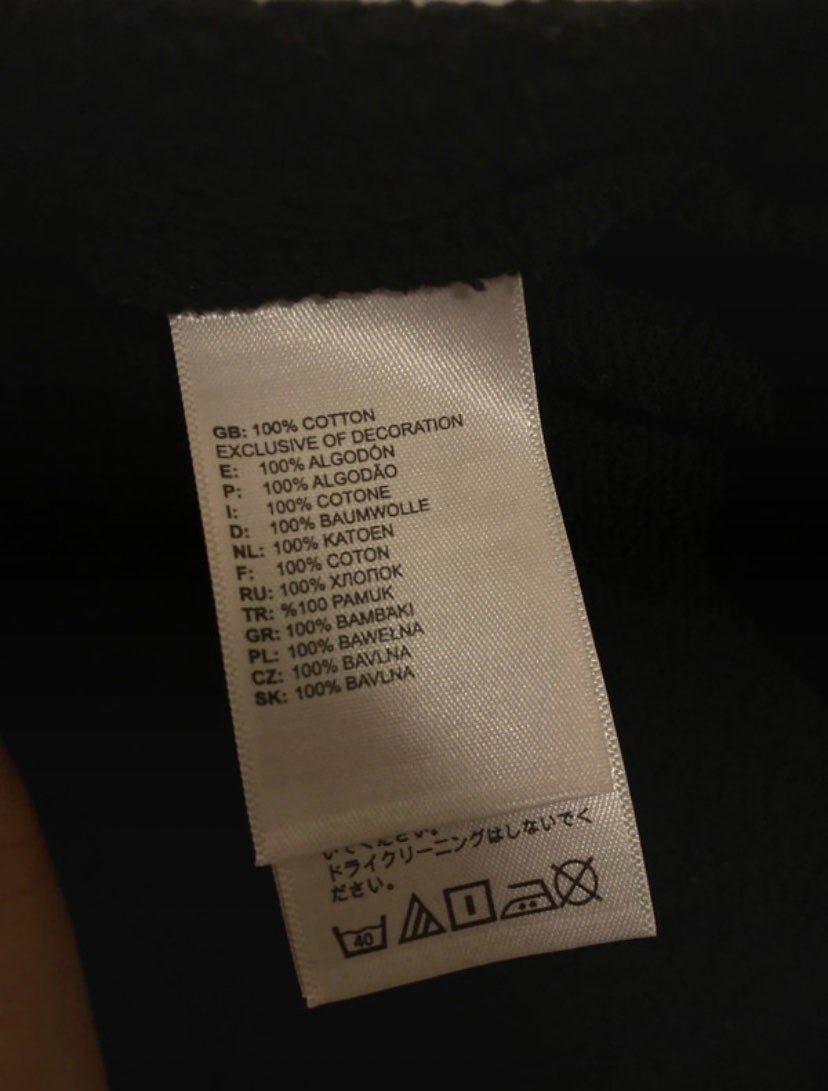 GB: 100% COTTON
EXCLUSIVE OF DECORATION
E: 100% ALGODÓN
P: 100% ALGODÃO
I: 100% COTONE
D: 100% BAUMWOLLE
NL: 100% KATOEN
F: 100% COTON
RU: 100% ХЛОПОК
TR: %100 PAMUK
GR: 100% BAMBAKI
PL: 100% BAWEŁNA
CZ: 100% BAVLNA
SK: 100% BAVLNA
ドライクリーニングはしないでく
ださい。
40